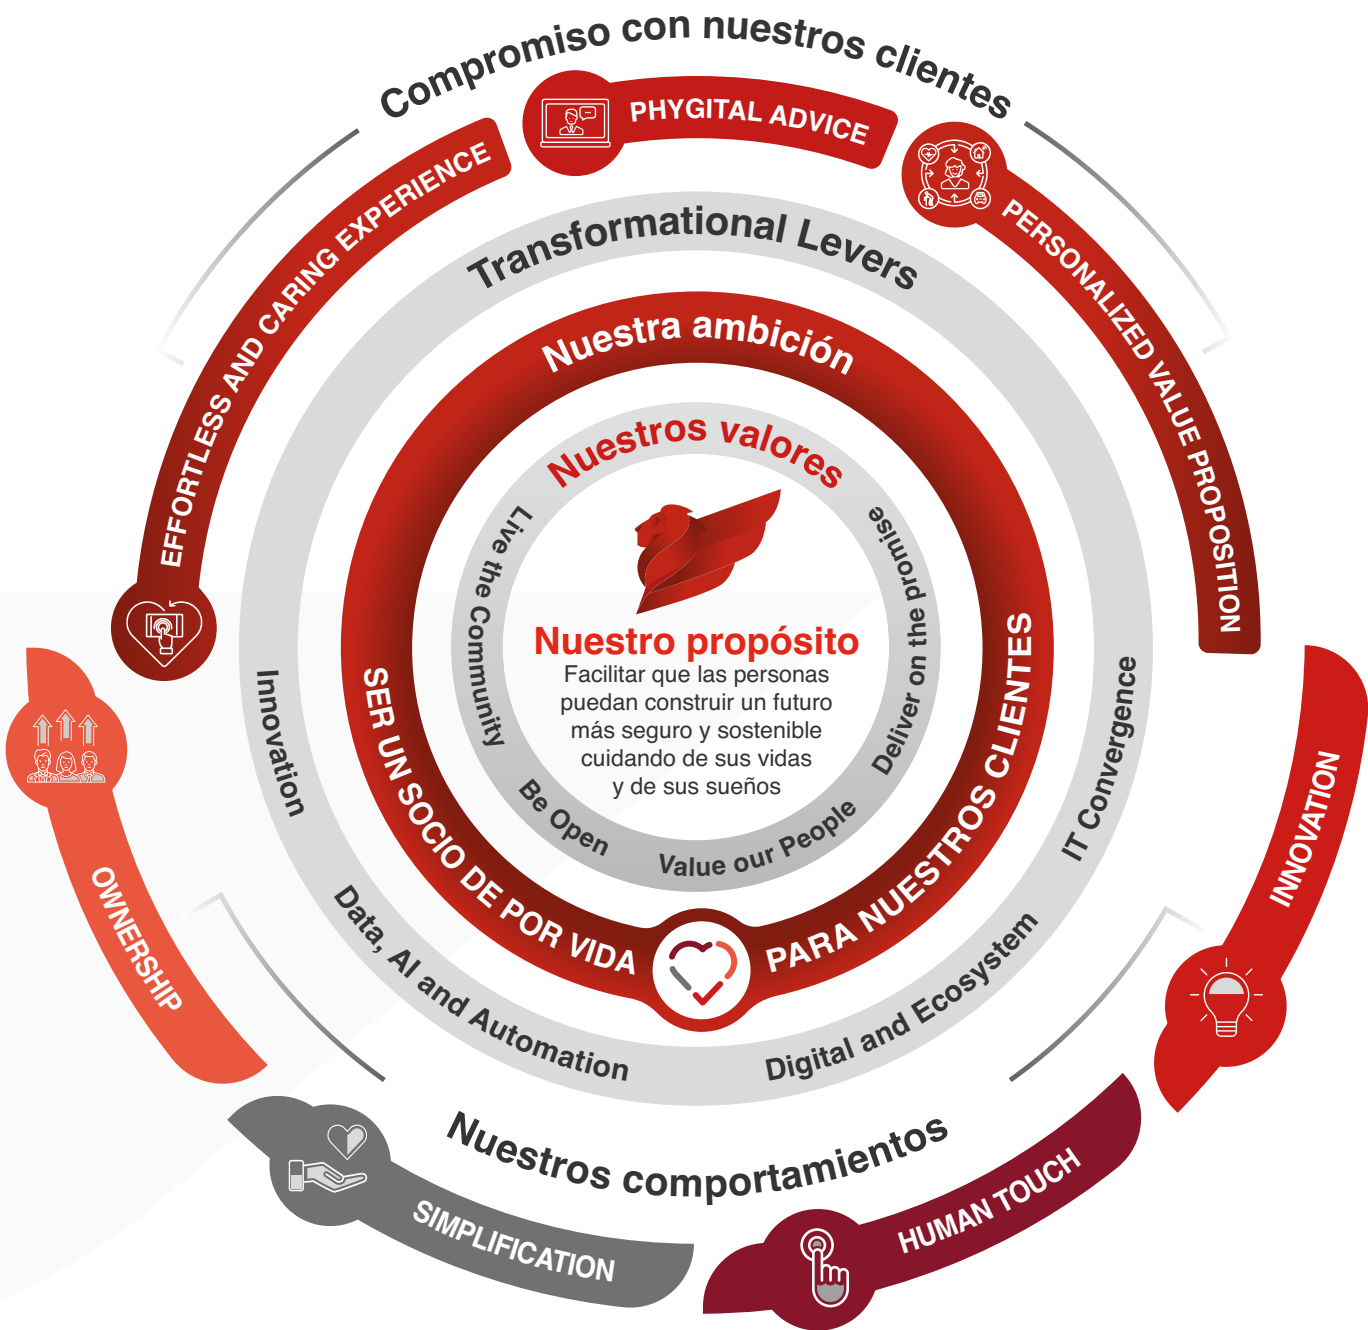 Compromiso con nuestros clientes
EFFORTLESS AND CARING EXPERIENCE
PHYGITAL ADVICE
PERSONALIZED VALUE PROPOSITION
Transformational Levers
Innovation
Data, AI and Automation
Digital and Ecosystem
IT Convergence
Nuestra ambición
SER UN SOCIO DE POR VIDA
PARA NUESTROS CLIENTES
Nuestros valores
Live the Community
Be Open
Value our People
Deliver on the promise
Nuestro propósito
Facilitar que las personas
puedan construir un futuro
más seguro y sostenible
cuidando de sus vidas
y de sus sueños
Nuestros comportamientos
OWNERSHIP
SIMPLIFICATION
HUMAN TOUCH
INNOVATION